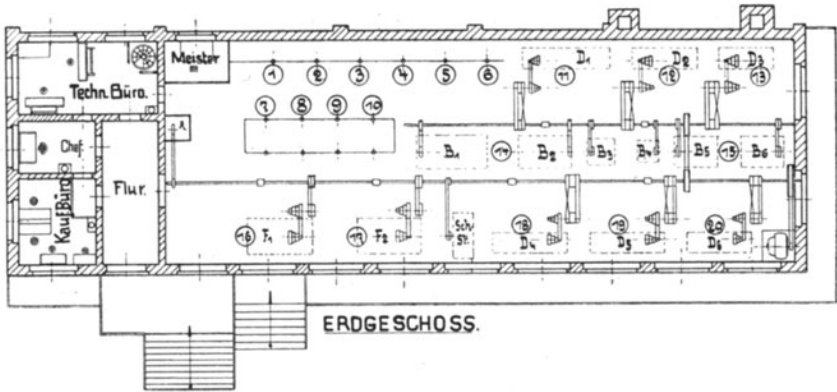 Meister
D1 D2 D3
1 2 3 4 5 6 11 12 13
Techn. Büro.
7 8 9 10
A.
Chef
B1 14 B2 B3 B4 B5 15 B6
Flur.
Kauf Büro
16 F1 17 F2 Sch St. 18 19 20
D4 D5 D6
ERDGESCHOSS.